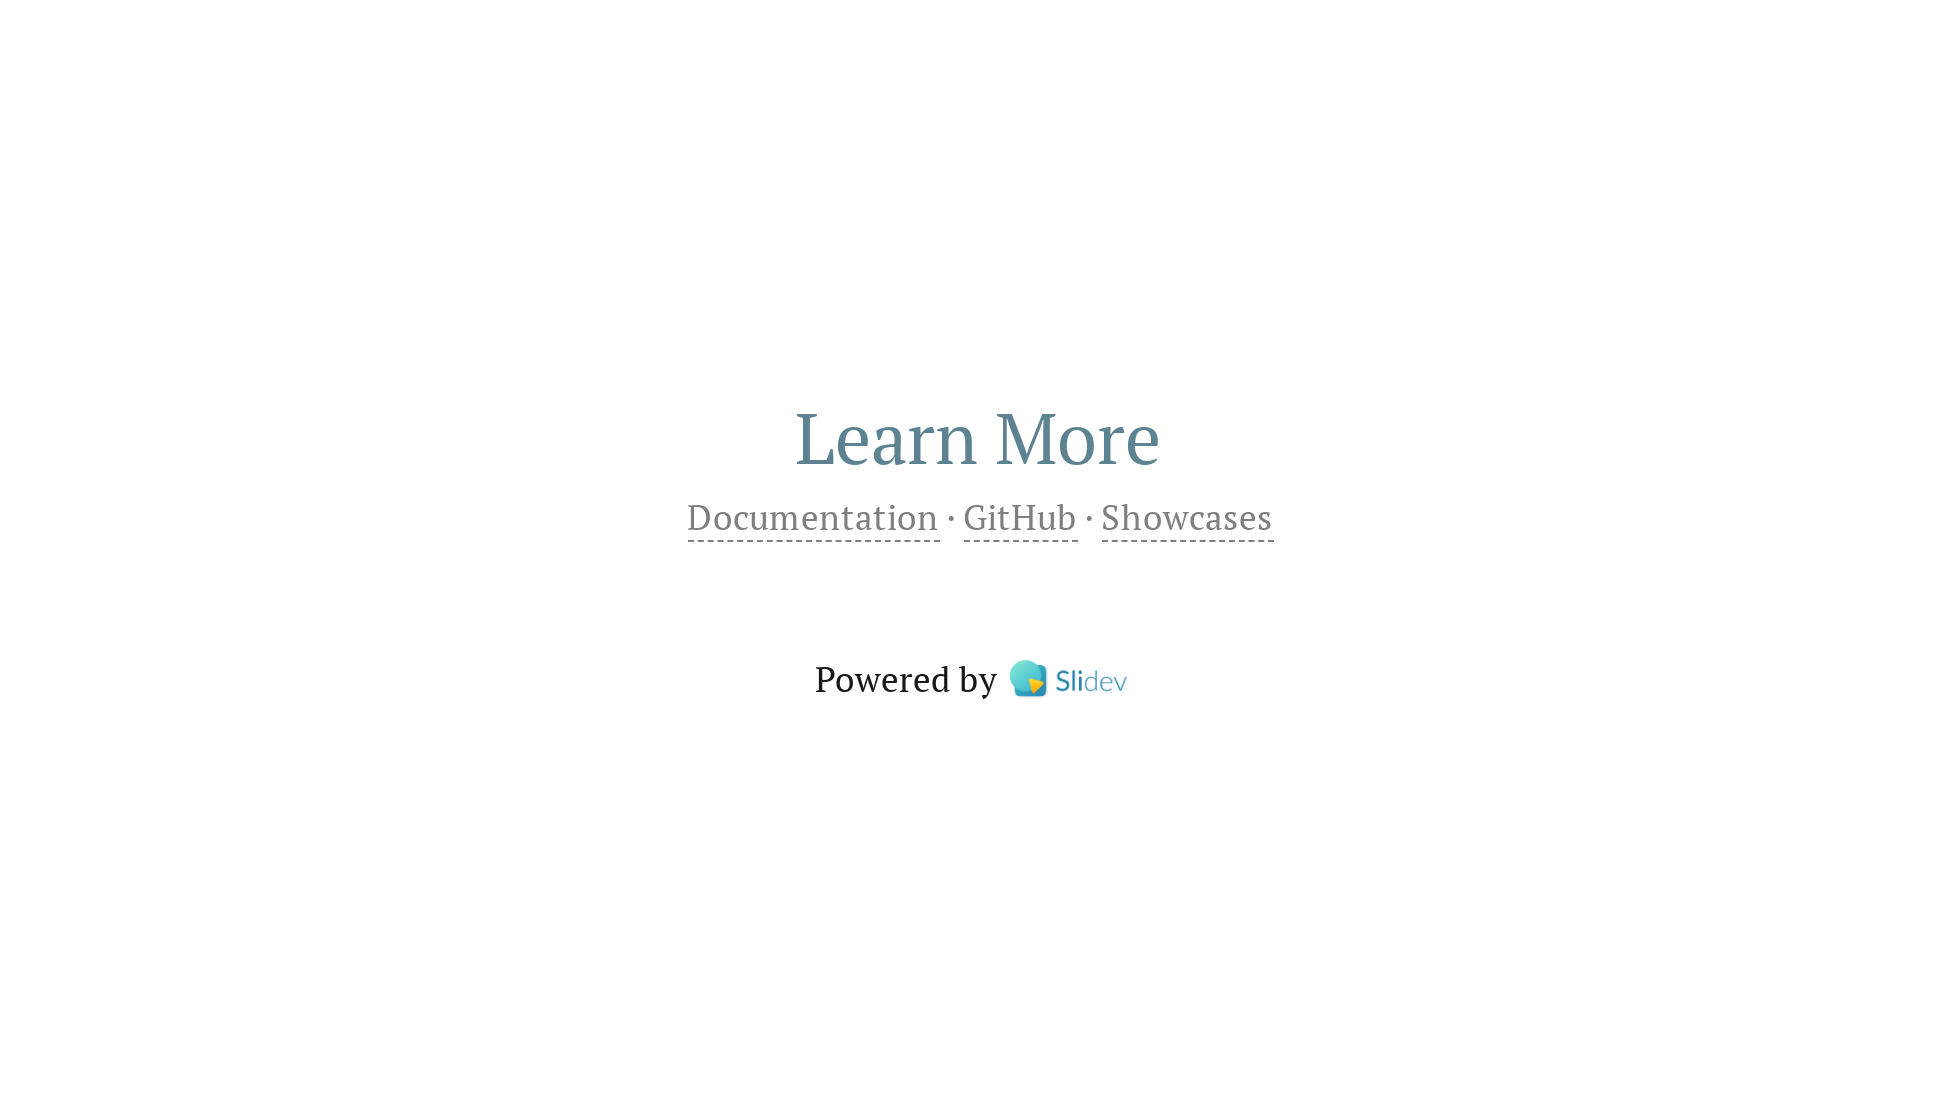 Learn More
Documentation · GitHub · Showcases
Powered by Slidev